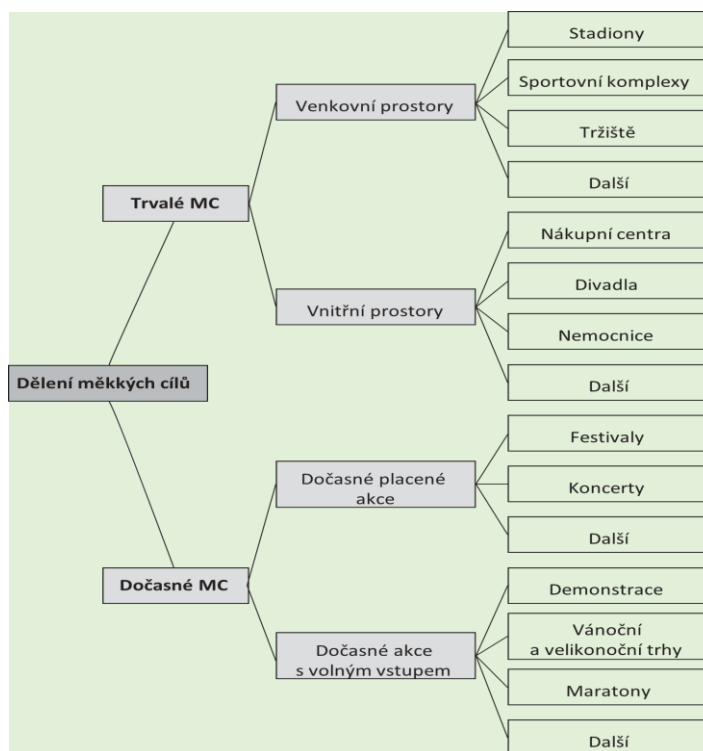 Dělení měkkých cílů
Trvalé MC
Venkovní prostory
Stadiony
Sportovní komplexy
Tržiště
Další
Vnitřní prostory
Nákupní centra
Divadla
Nemocnice
Další
Dočasné MC
Dočasné placené
akce
Festivaly
Koncerty
Další
Dočasné akce
s volným vstupem
Demonstrace
Vánoční
a velikonoční trhy
Maratony
Další